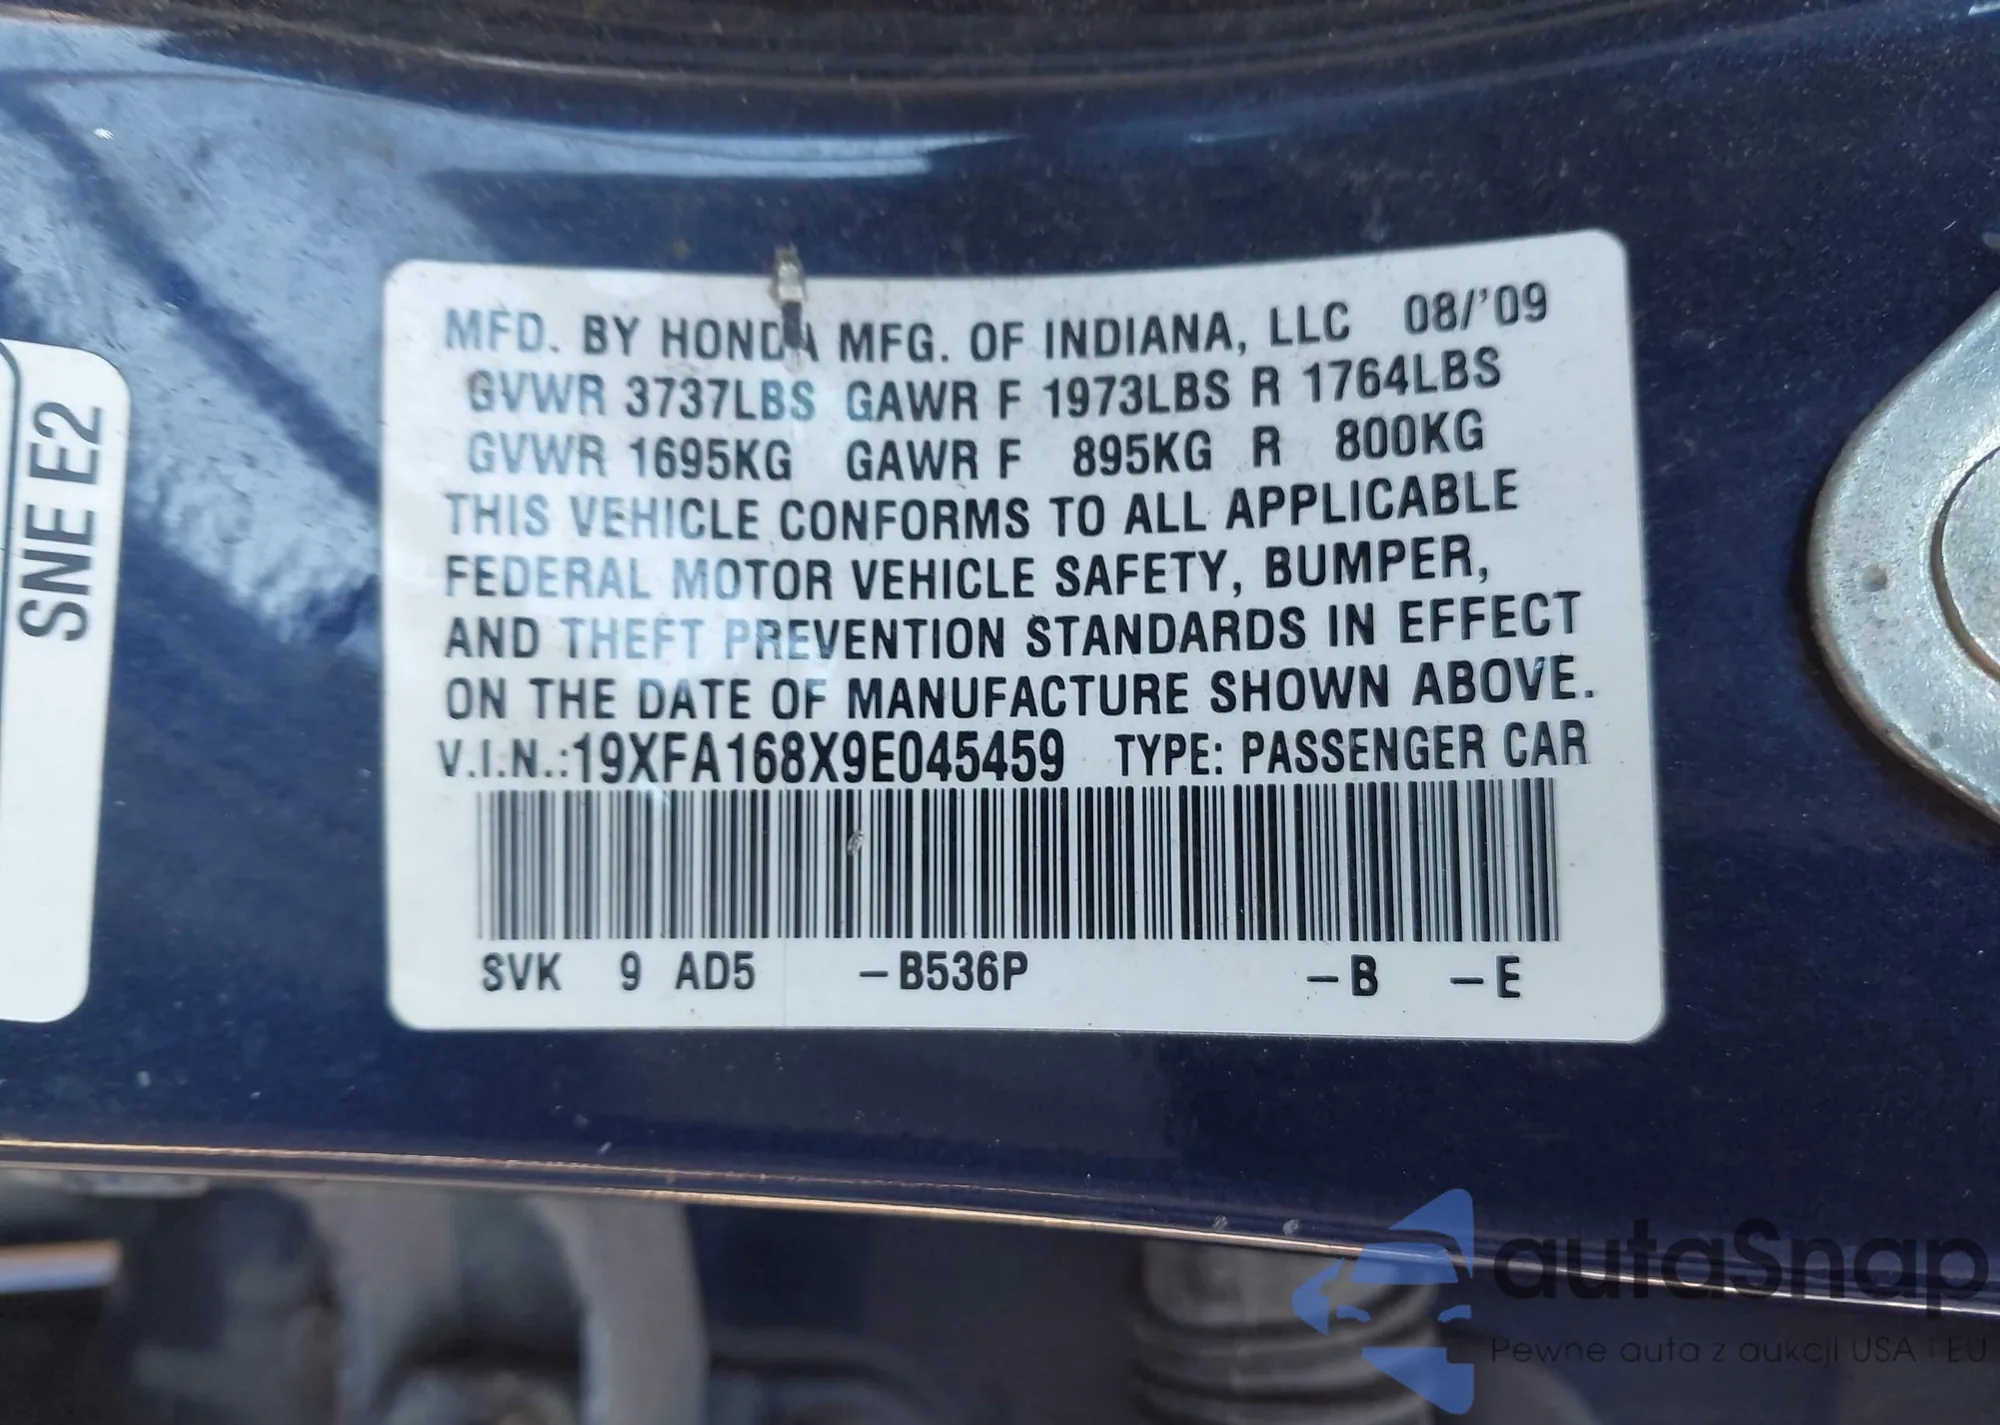 SNE E2
MFD. BY HONDA MFG. OF INDIANA, LLC 08/'09
GVWR 3737LBS GAWR F 1973LBS R 1764LBS
GVWR 1695KG GAWR F 895KG R 800KG
THIS VEHICLE CONFORMS TO ALL APPLICABLE
FEDERAL MOTOR VEHICLE SAFETY, BUMPER,
AND THEFT PREVENTION STANDARDS IN EFFECT
ON THE DATE OF MANUFACTURE SHOWN ABOVE.
V.I.N.:19XFA168X9E045459 TYPE: PASSENGER CAR
SVK 9 AD5 –B536P –B –E
autaSnap
Pewne auta z aukcji USA i EU